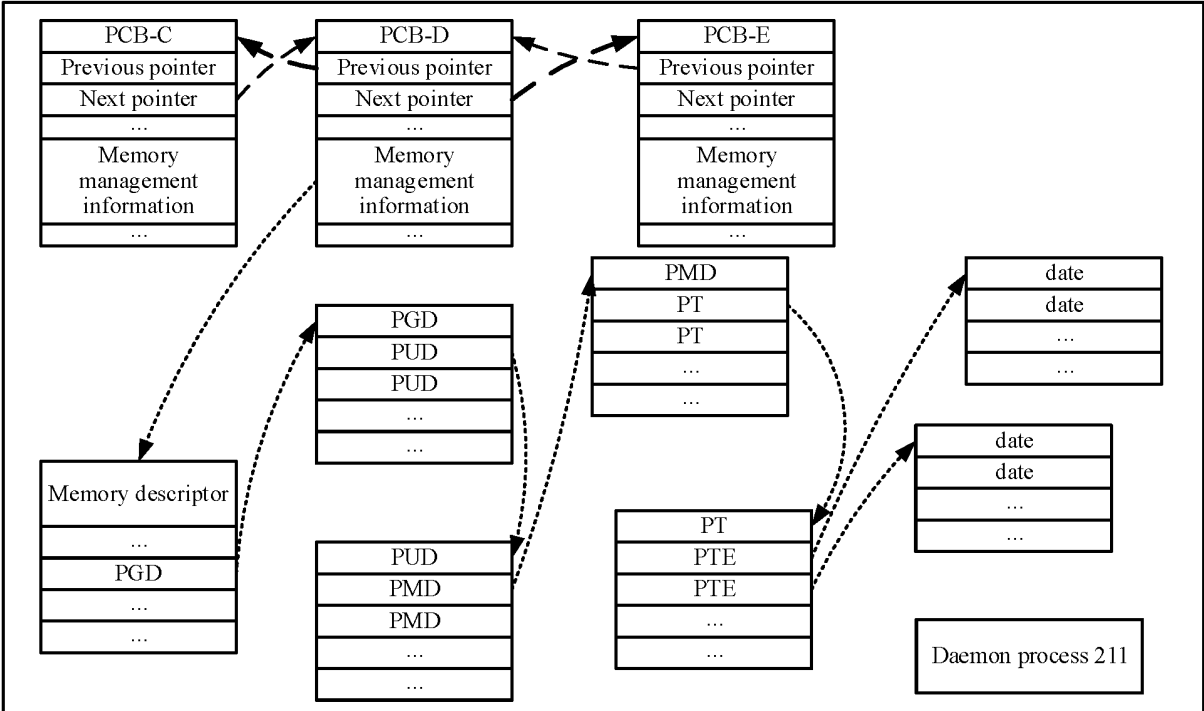 PCB-C
Previous pointer
Next pointer
...
Memory
management
information
...
PCB-D
Previous pointer
Next pointer
...
Memory
management
information
...
PCB-E
Previous pointer
Next pointer
...
Memory
management
information
...
Memory descriptor
...
PGD
...
...
PGD
PUD
PUD
...
...
PUD
PMD
PMD
...
...
PMD
PT
PT
...
...
PT
PTE
PTE
...
...
date
date
...
...
date
date
...
...
Daemon process 211